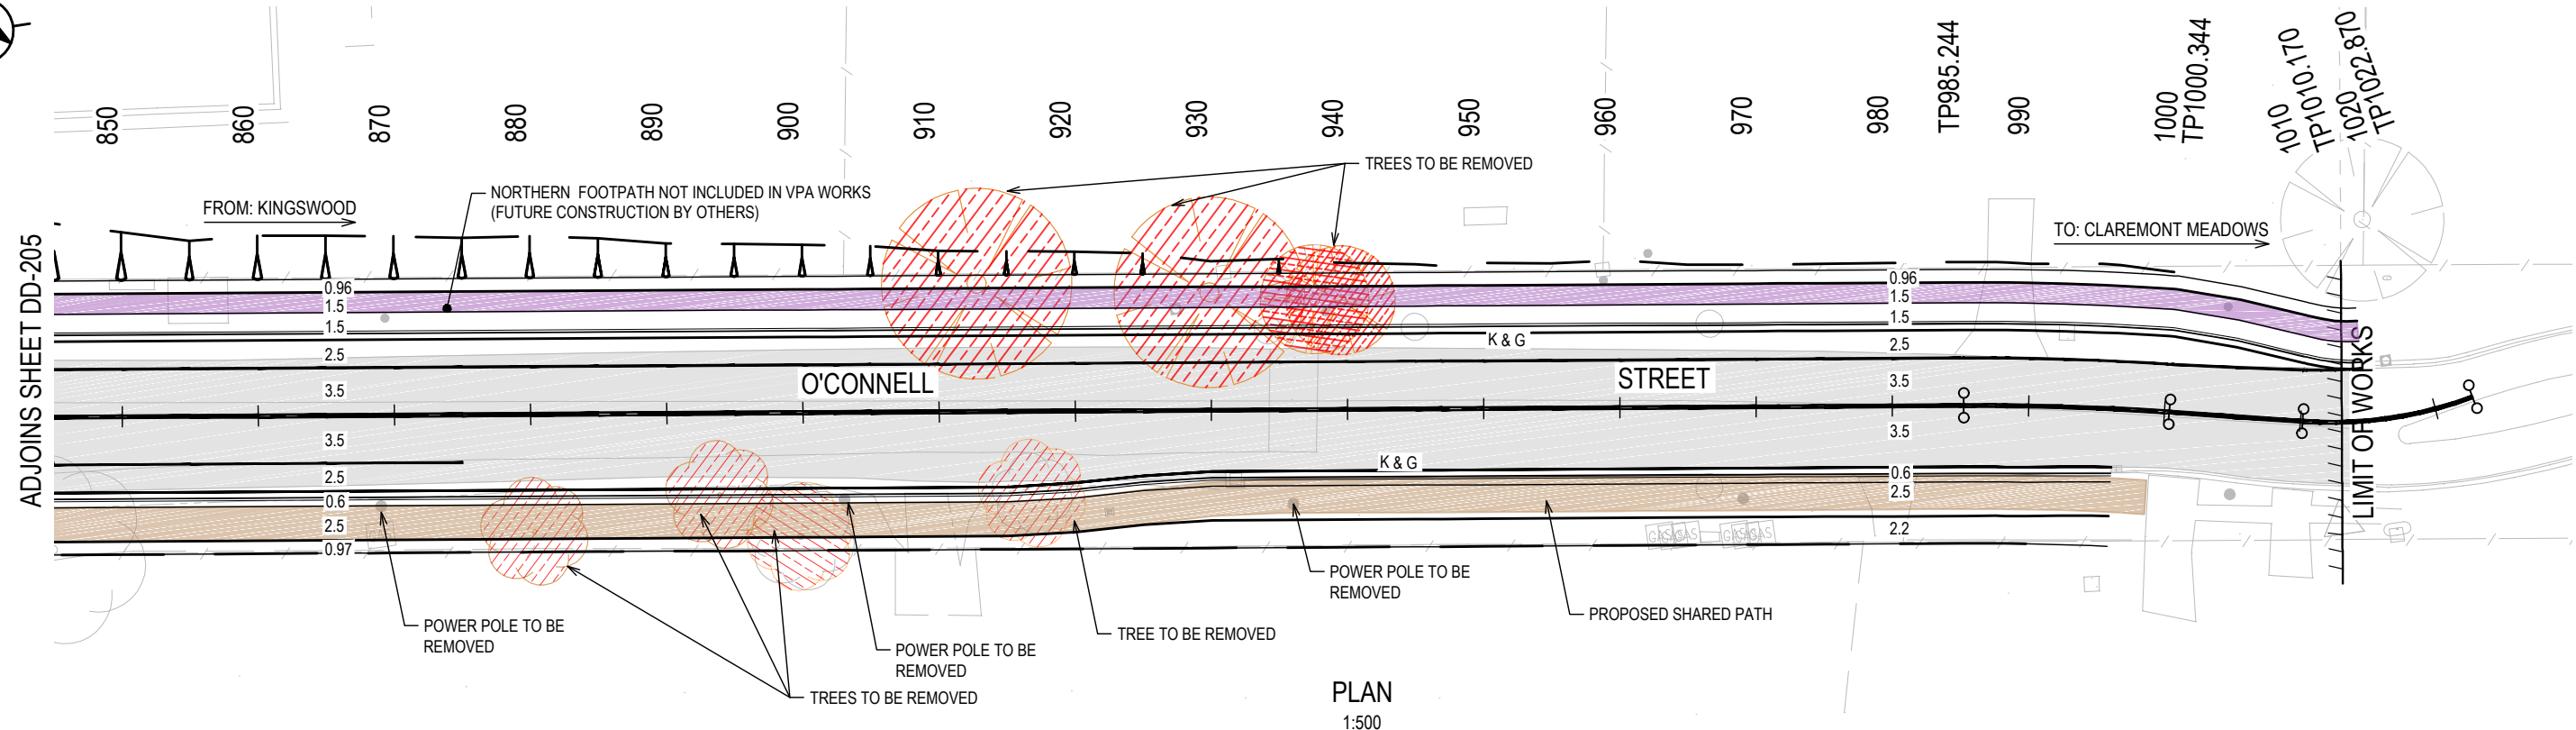 850
860
870
880
890
900
910
920
930
940
950
960
970
980
TP985.244
990
1000
TP1000.344
1010
TP1010.170
1020
TP1022.870
TREES TO BE REMOVED
NORTHERN FOOTPATH NOT INCLUDED IN VPA WORKS
(FUTURE CONSTRUCTION BY OTHERS)
FROM: KINGSWOOD
TO: CLAREMONT MEADOWS
ADJOINS SHEET DD-205
0.96
1.5
1.5
2.5
3.5
3.5
2.5
0.6
2.5
0.97
O'CONNELL
STREET
K & G
K & G
0.96
1.5
1.5
2.5
3.5
3.5
0.6
2.5
2.2
LIMIT OF WORKS
GAS
GAS
GAS
GAS
POWER POLE TO BE
REMOVED
POWER POLE TO BE
REMOVED
TREES TO BE REMOVED
TREE TO BE REMOVED
POWER POLE TO BE
REMOVED
PROPOSED SHARED PATH
PLAN
1:500